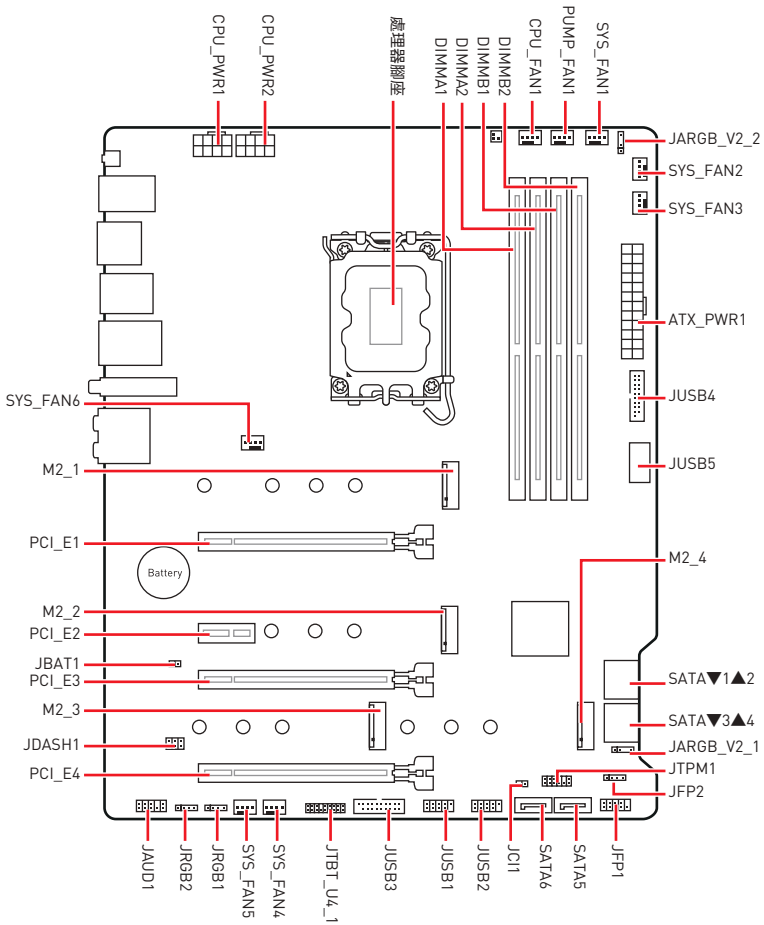 CPU_PWR1
CPU_PWR2
處理器腳座
DIMMA1
DIMMA2
DIMMB1
DIMMB2
CPU_FAN1
PUMP_FAN1
SYS_FAN1
JARGB_V2_2
SYS_FAN2
SYS_FAN3
ATX_PWR1
JUSB4
JUSB5
M2_4
SATA▼1▲2
SATA▼3▲4
JARGB_V2_1
JTPM1
JFP2
SYS_FAN6
M2_1
PCI_E1
Battery
M2_2
PCI_E2
JBAT1
PCI_E3
M2_3
JDASH1
PCI_E4
JAUD1
JRGB2
JRGB1
SYS_FAN5
SYS_FAN4
JTBT_U4_1
JUSB3
JUSB1
JUSB2
JCI1
SATA6
SATA5
JFP1